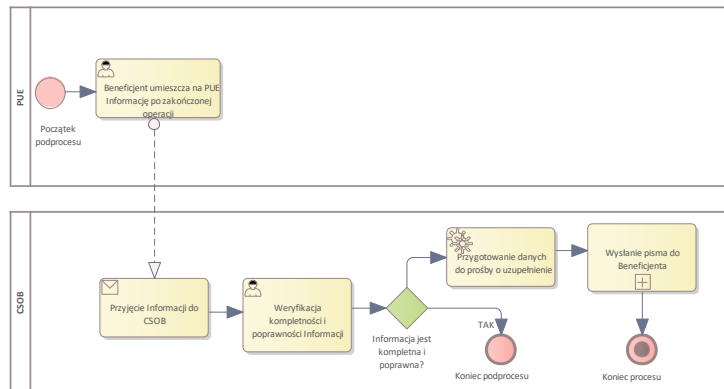 PUE
Beneficjent umieszcza na PUE
Informację po zakończonej
operacji
Początek
podprocesu
CSOB
Przyjęcie Informacji do
CSOB
Weryfikacja
kompletności i
poprawności Informacji
Informacja jest
kompletna i
poprawna?
Przygotowanie danych
do prośby o uzupełnienie
Wysłanie pisma do
Beneficjenta
TAK
Koniec podprocesu
Koniec procesu